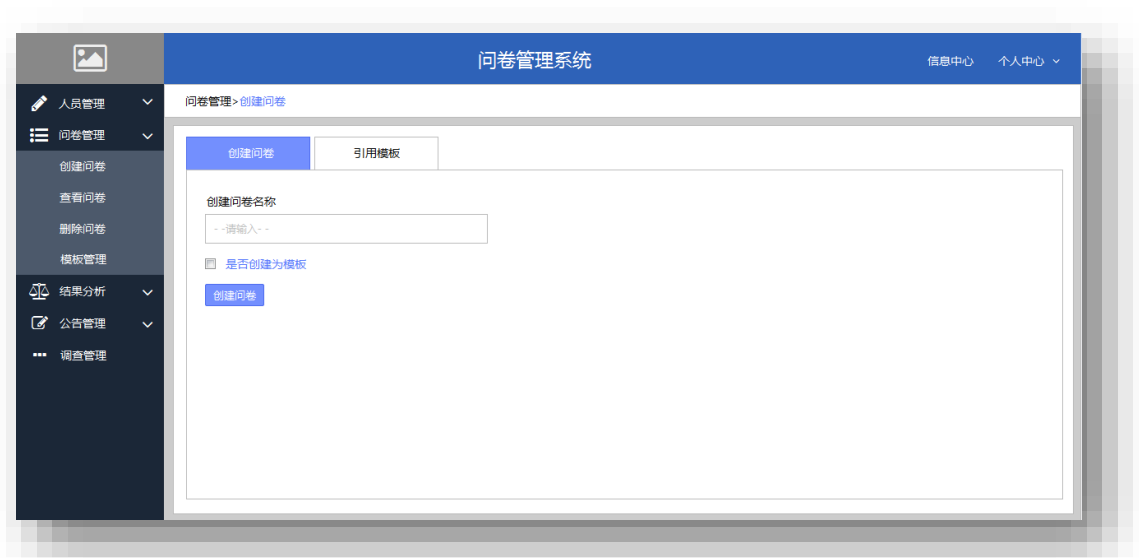 问卷管理系统
信息中心 个人中心
人员管理
问卷管理
创建问卷
查看问卷
删除问卷
模板管理
结果分析
公告管理
调查管理
问卷管理>创建问卷
创建问卷 引用模板
创建问卷名称
- -请输入- -
是否创建为模板
创建问卷